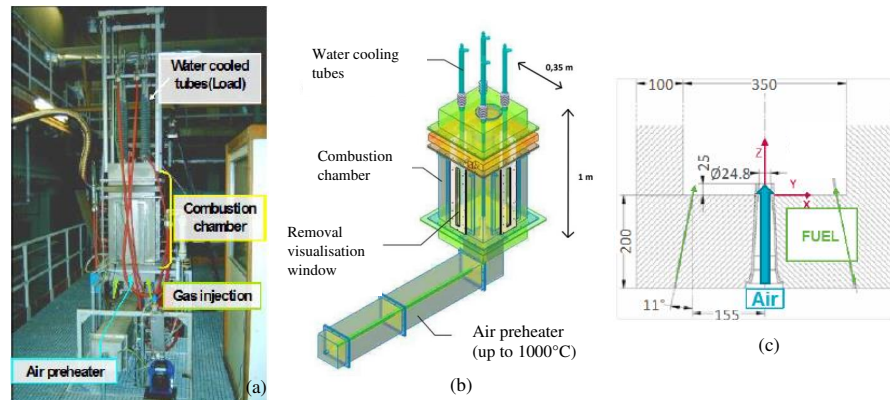 Water cooled
tubes(Load)
Combustion
chamber
Gas injection
Air preheater
(a)
Water cooling
tubes
0,35 m
Combustion
chamber
1 m
Removal
visualisation
window
Air preheater
(up to 1000°C)
(b)
100
350
Z
25
Ø24.8
Y
X
200
FUEL
Air
11°
155
(c)